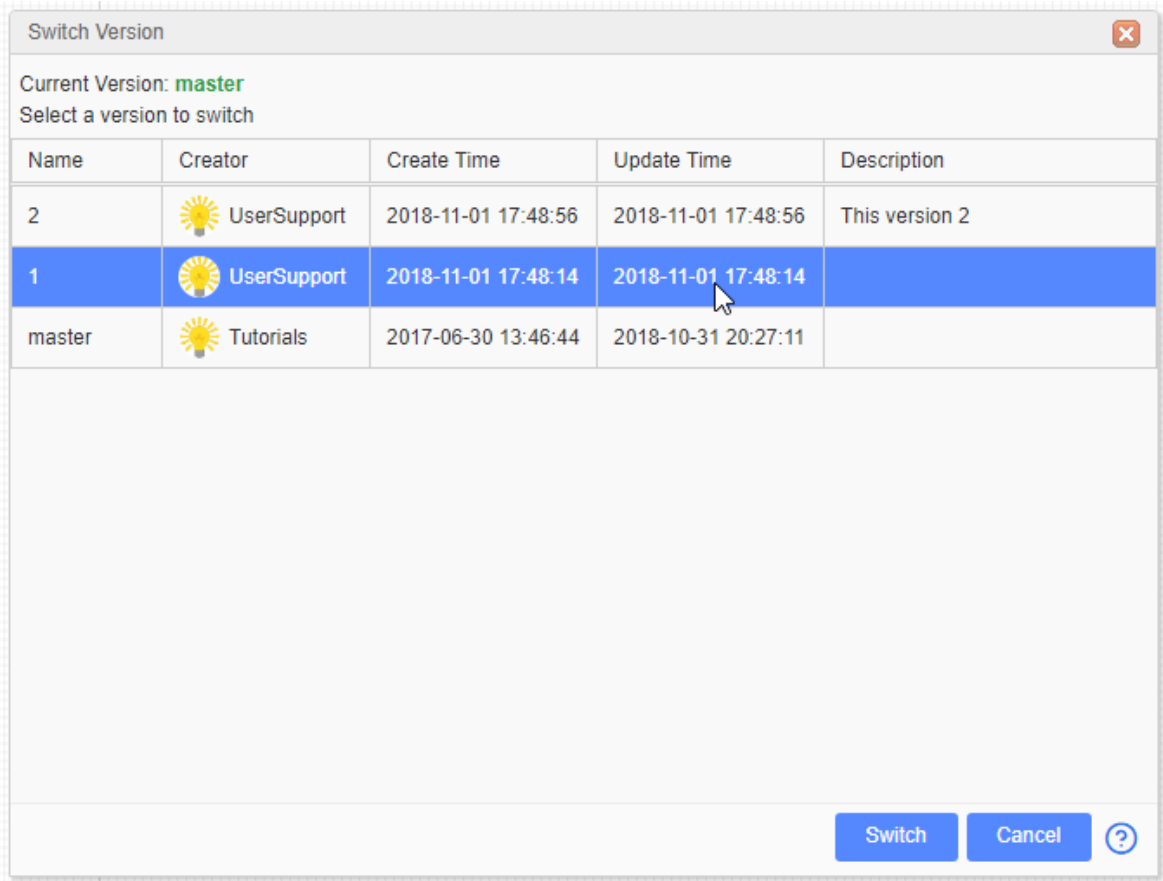 Switch Version
Current Version: master
Select a version to switch
Name Creator Create Time Update Time Description
2 UserSupport 2018-11-01 17:48:56 2018-11-01 17:48:56 This version 2
1 UserSupport 2018-11-01 17:48:14 2018-11-01 17:48:14
master Tutorials 2017-06-30 13:46:44 2018-10-31 20:27:11
Switch Cancel ?